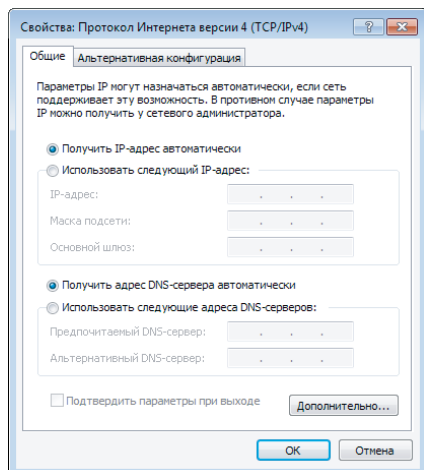 Свойства: Протокол Интернета версии 4 (TCP/IPv4)
Общие
Альтернативная конфигурация
Параметры IP могут назначаться автоматически, если сеть
поддерживает эту возможность. В противном случае параметры
IP можно получить у сетевого администратора.
Получить IP-адрес автоматически
Использовать следующий IP-адрес:
IP-адрес:
Маска подсети:
Основной шлюз:
Получить адрес DNS-сервера автоматически
Использовать следующие адреса DNS-серверов:
Предпочитаемый DNS-сервер:
Альтернативный DNS-сервер:
Подтвердить параметры при выходе
Дополнительно...
ОК
Отмена